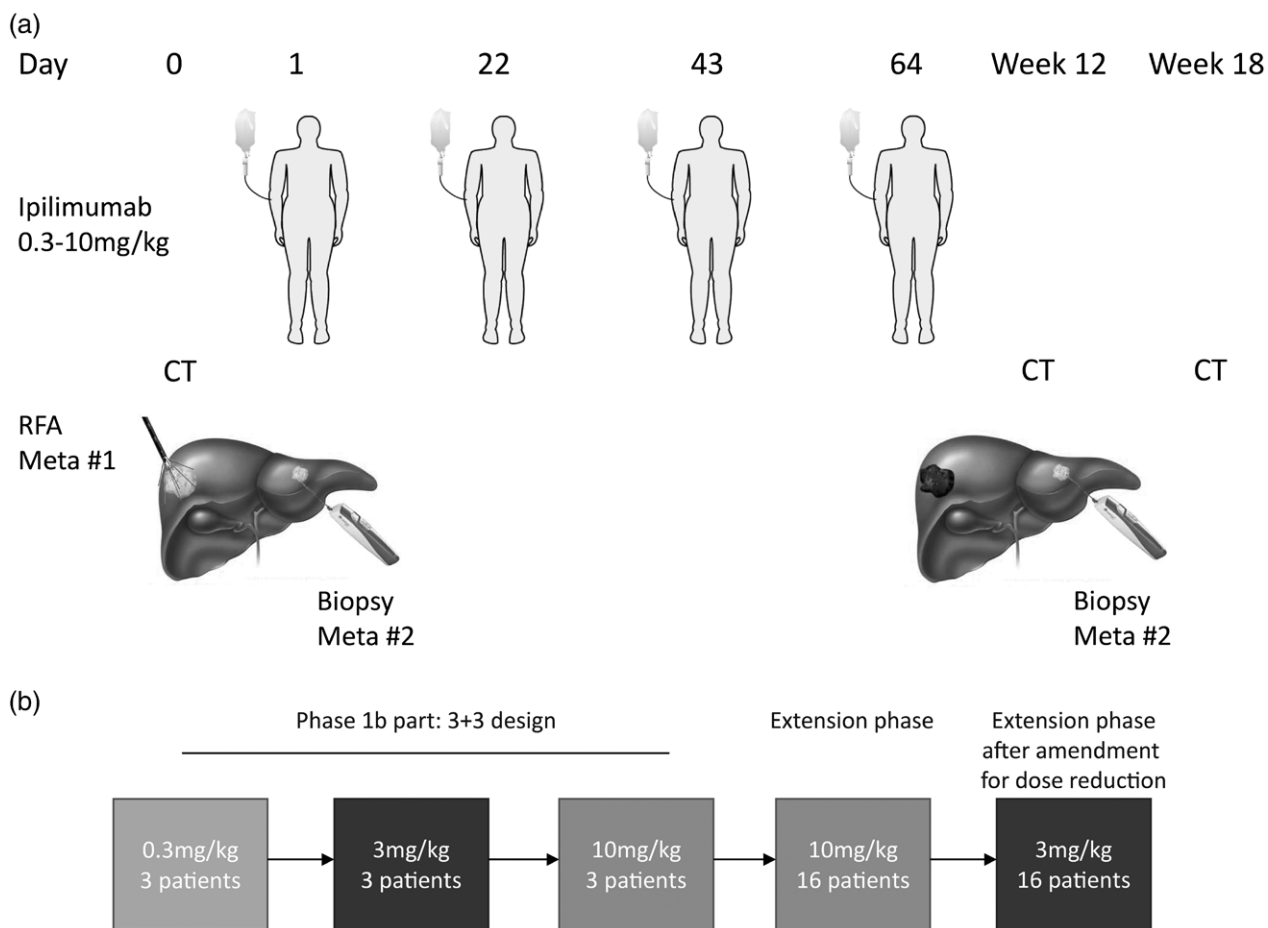 (a)
Day 0 1 22 43 64 Week 12 Week 18
Ipilimumab
0.3-10mg/kg
CT CT CT
RFA
Meta #1
Biopsy
Meta #2
Biopsy
Meta #2
(b)
Phase 1b part: 3+3 design
Extension phase
Extension phase
after amendment
for dose reduction
0.3mg/kg
3 patients
3mg/kg
3 patients
10mg/kg
3 patients
10mg/kg
16 patients
3mg/kg
16 patients